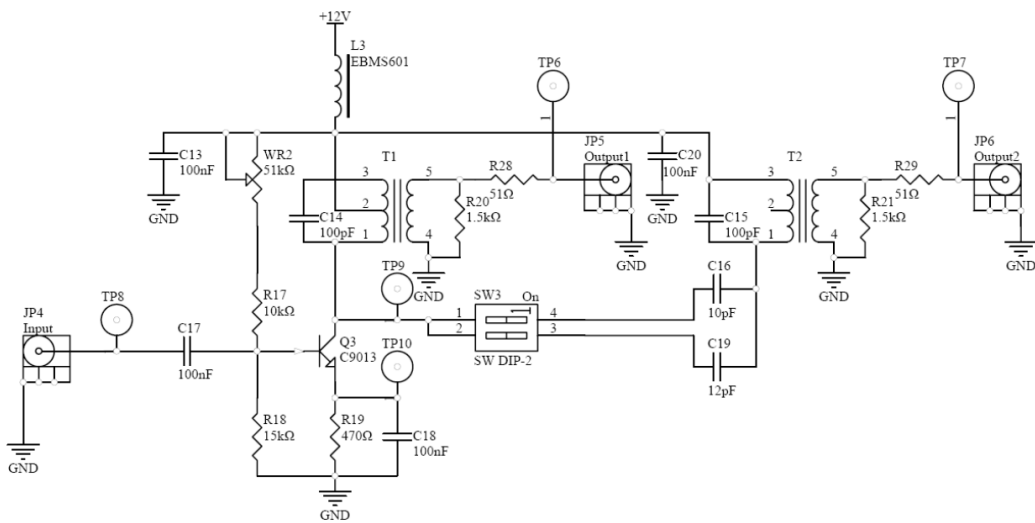 +12V
L3
EBMS601
TP6
TP7
1
1
C13
100nF
WR2
51kΩ
T1
JP5
Output1
C20
100nF
T2
JP6
Output2
3
5
R28
51Ω
3
5
R29
51Ω
GND
C14
100pF
2
R20
1.5kΩ
GND
C15
100pF
2
R21
1.5kΩ
1
4
1
4
GND
GND
GND
GND
TP9
SW3
On
C16
10pF
JP4
Input
TP8
R17
10kΩ
1
4
2
3
C17
100nF
Q3
C9013
TP10
SW DIP-2
C19
12pF
R18
15kΩ
R19
470Ω
C18
100nF
GND
GND